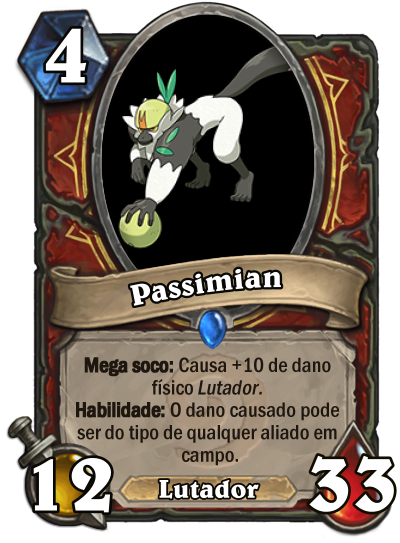 4
Passimian
Mega soco: Causa +10 de dano
físico Lutador.
Habilidade: O dano causado pode
ser do tipo de qualquer aliado em
campo.
12
Lutador
33